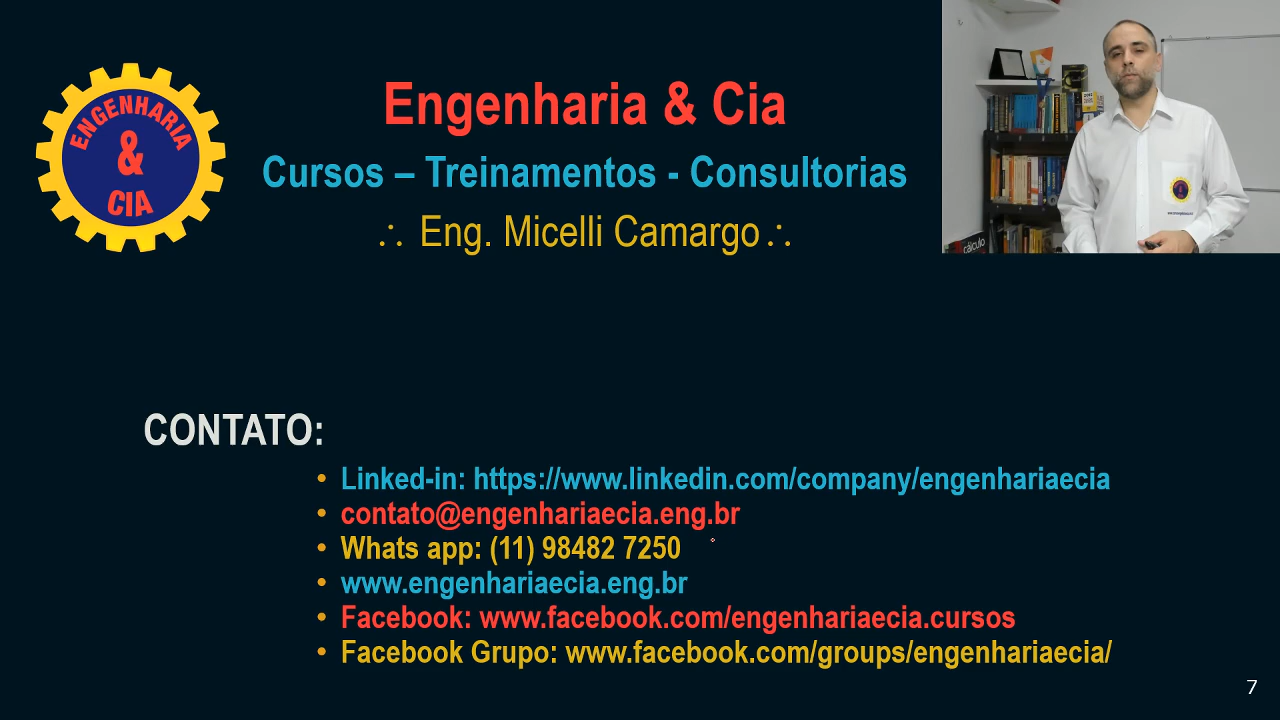 ENGENHARIA
&
CIA
Engenharia & Cia
Cursos – Treinamentos - Consultorias
∴ Eng. Micelli Camargo ∴
cálculo
CONTATO:
• Linked-in: https://www.linkedin.com/company/engenhariaecia
• contato@engenhariaecia.eng.br
• Whats app: (11) 98482 7250
• www.engenhariaecia.eng.br
• Facebook: www.facebook.com/engenhariaecia.cursos
• Facebook Grupo: www.facebook.com/groups/engenhariaecia/
7